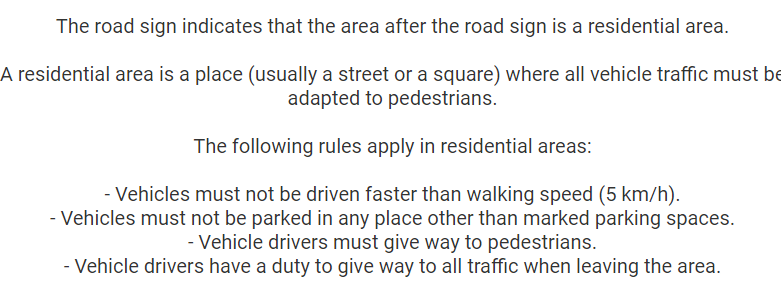 The road sign indicates that the area after the road sign is a residential area.
A residential area is a place (usually a street or a square) where all vehicle traffic must be
adapted to pedestrians.
The following rules apply in residential areas:
- Vehicles must not be driven faster than walking speed (5 km/h).
- Vehicles must not be parked in any place other than marked parking spaces.
- Vehicle drivers must give way to pedestrians.
- Vehicle drivers have a duty to give way to all traffic when leaving the area.